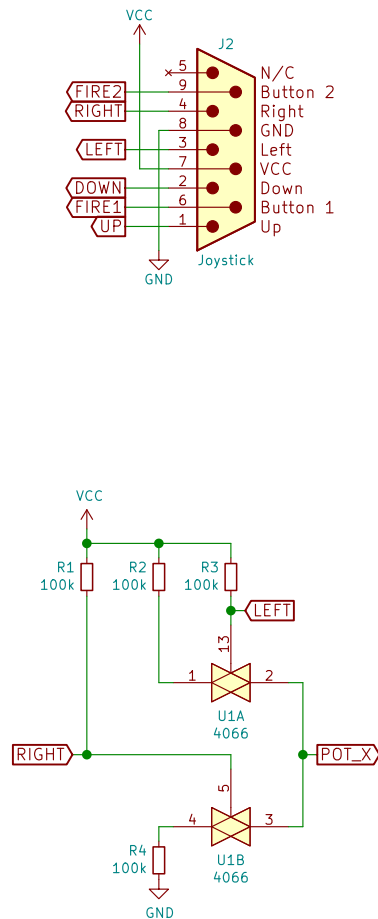 VCC
J2
5 N/C
FIRE2 9 Button 2
RIGHT 4 Right
8 GND
LEFT 3 Left
7 VCC
DOWN 2 Down
FIRE1 6 Button 1
UP 1 Up
GND
Joystick
VCC
R1 R2 R3
100k 100k 100k
LEFT
13
1 2
U1A
4066
RIGHT POT_X
5
4 3
R4 U1B
100k 4066
GND